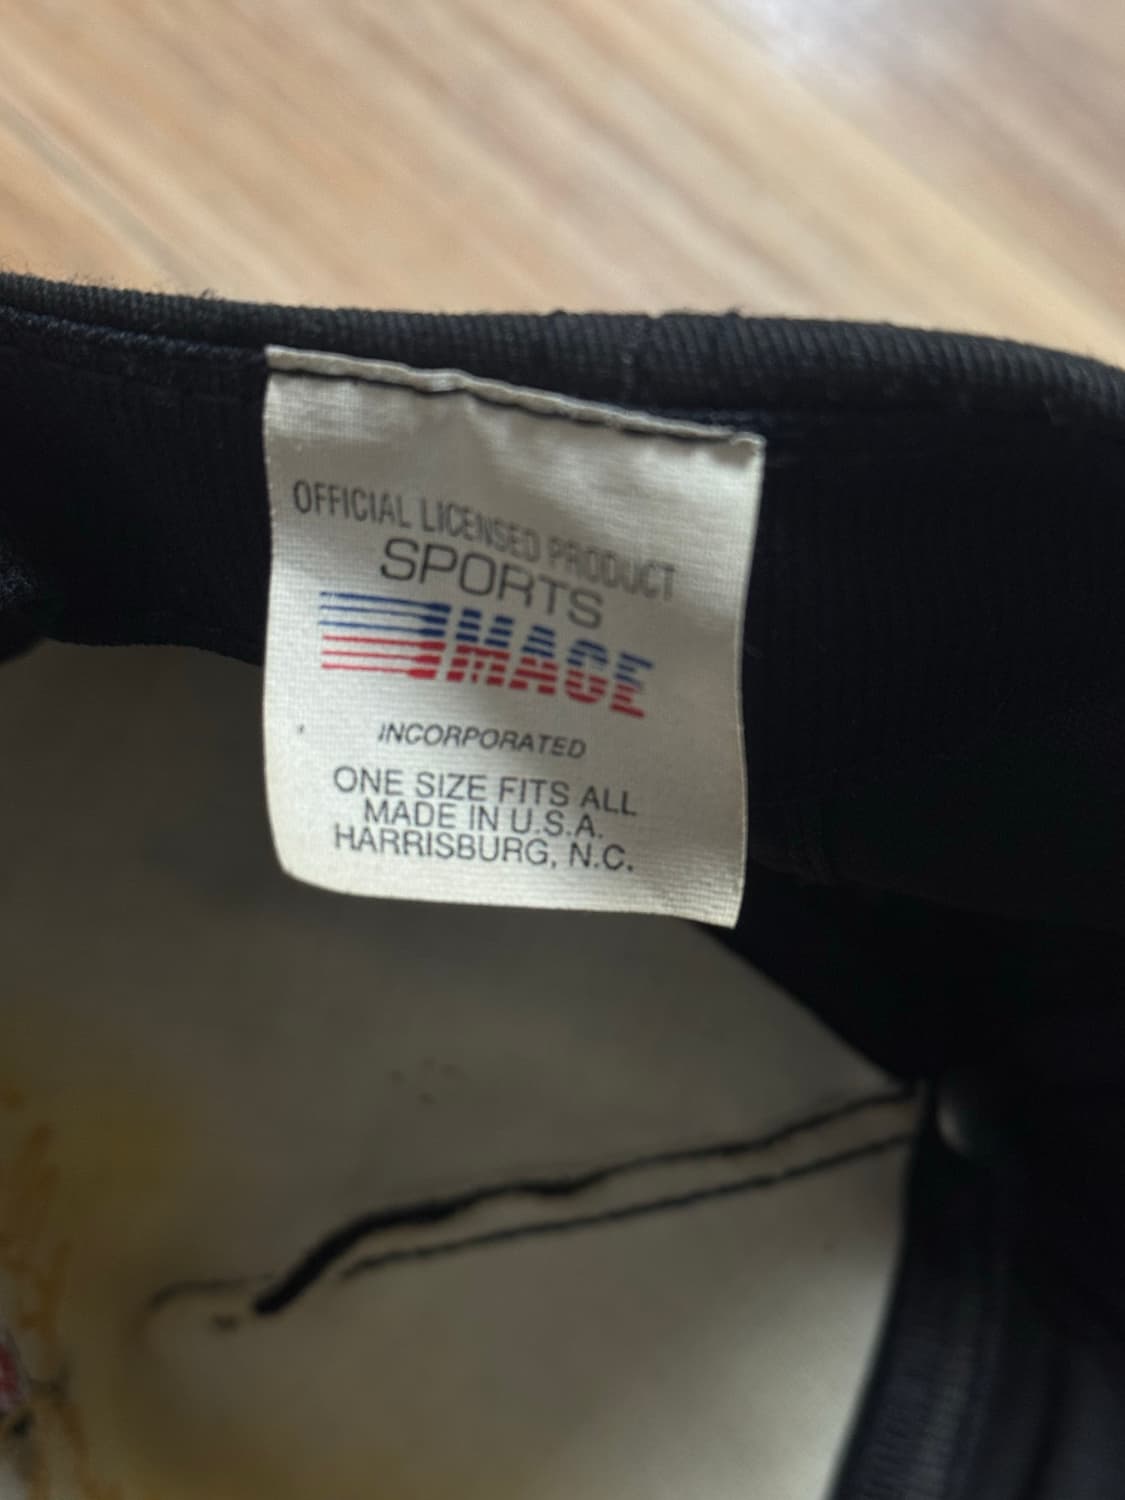 OFFICIAL LICENSED PRODUCT
SPORTS
IMAGE
INCORPORATED
ONE SIZE FITS ALL
MADE IN U.S.A.
HARRISBURG, N.C.